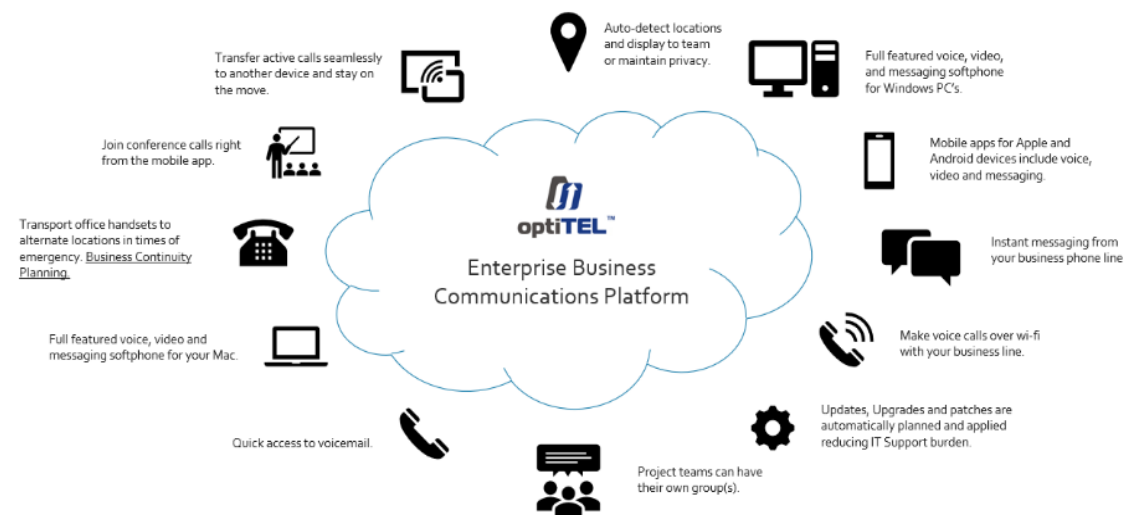 Auto-detect locations
and display to team
or maintain privacy.
Transfer active calls seamlessly
to another device and stay on
the move.
Full featured voice, video,
and messaging softphone
for Windows PC's.
Join conference calls right
from the mobile app.
Mobile apps for Apple and
Android devices include voice,
video and messaging.
optiTEL™
Enterprise Business
Communications Platform
Transport office handsets to
alternate locations in times of
emergency. Business Continuity
Planning.
Instant messaging from
your business phone line
Full featured voice, video and
messaging softphone for your Mac.
Make voice calls over wi-fi
with your business line.
Quick access to voicemail.
Updates, Upgrades and patches are
automatically planned and applied
reducing IT Support burden.
Project teams can have
their own group(s).